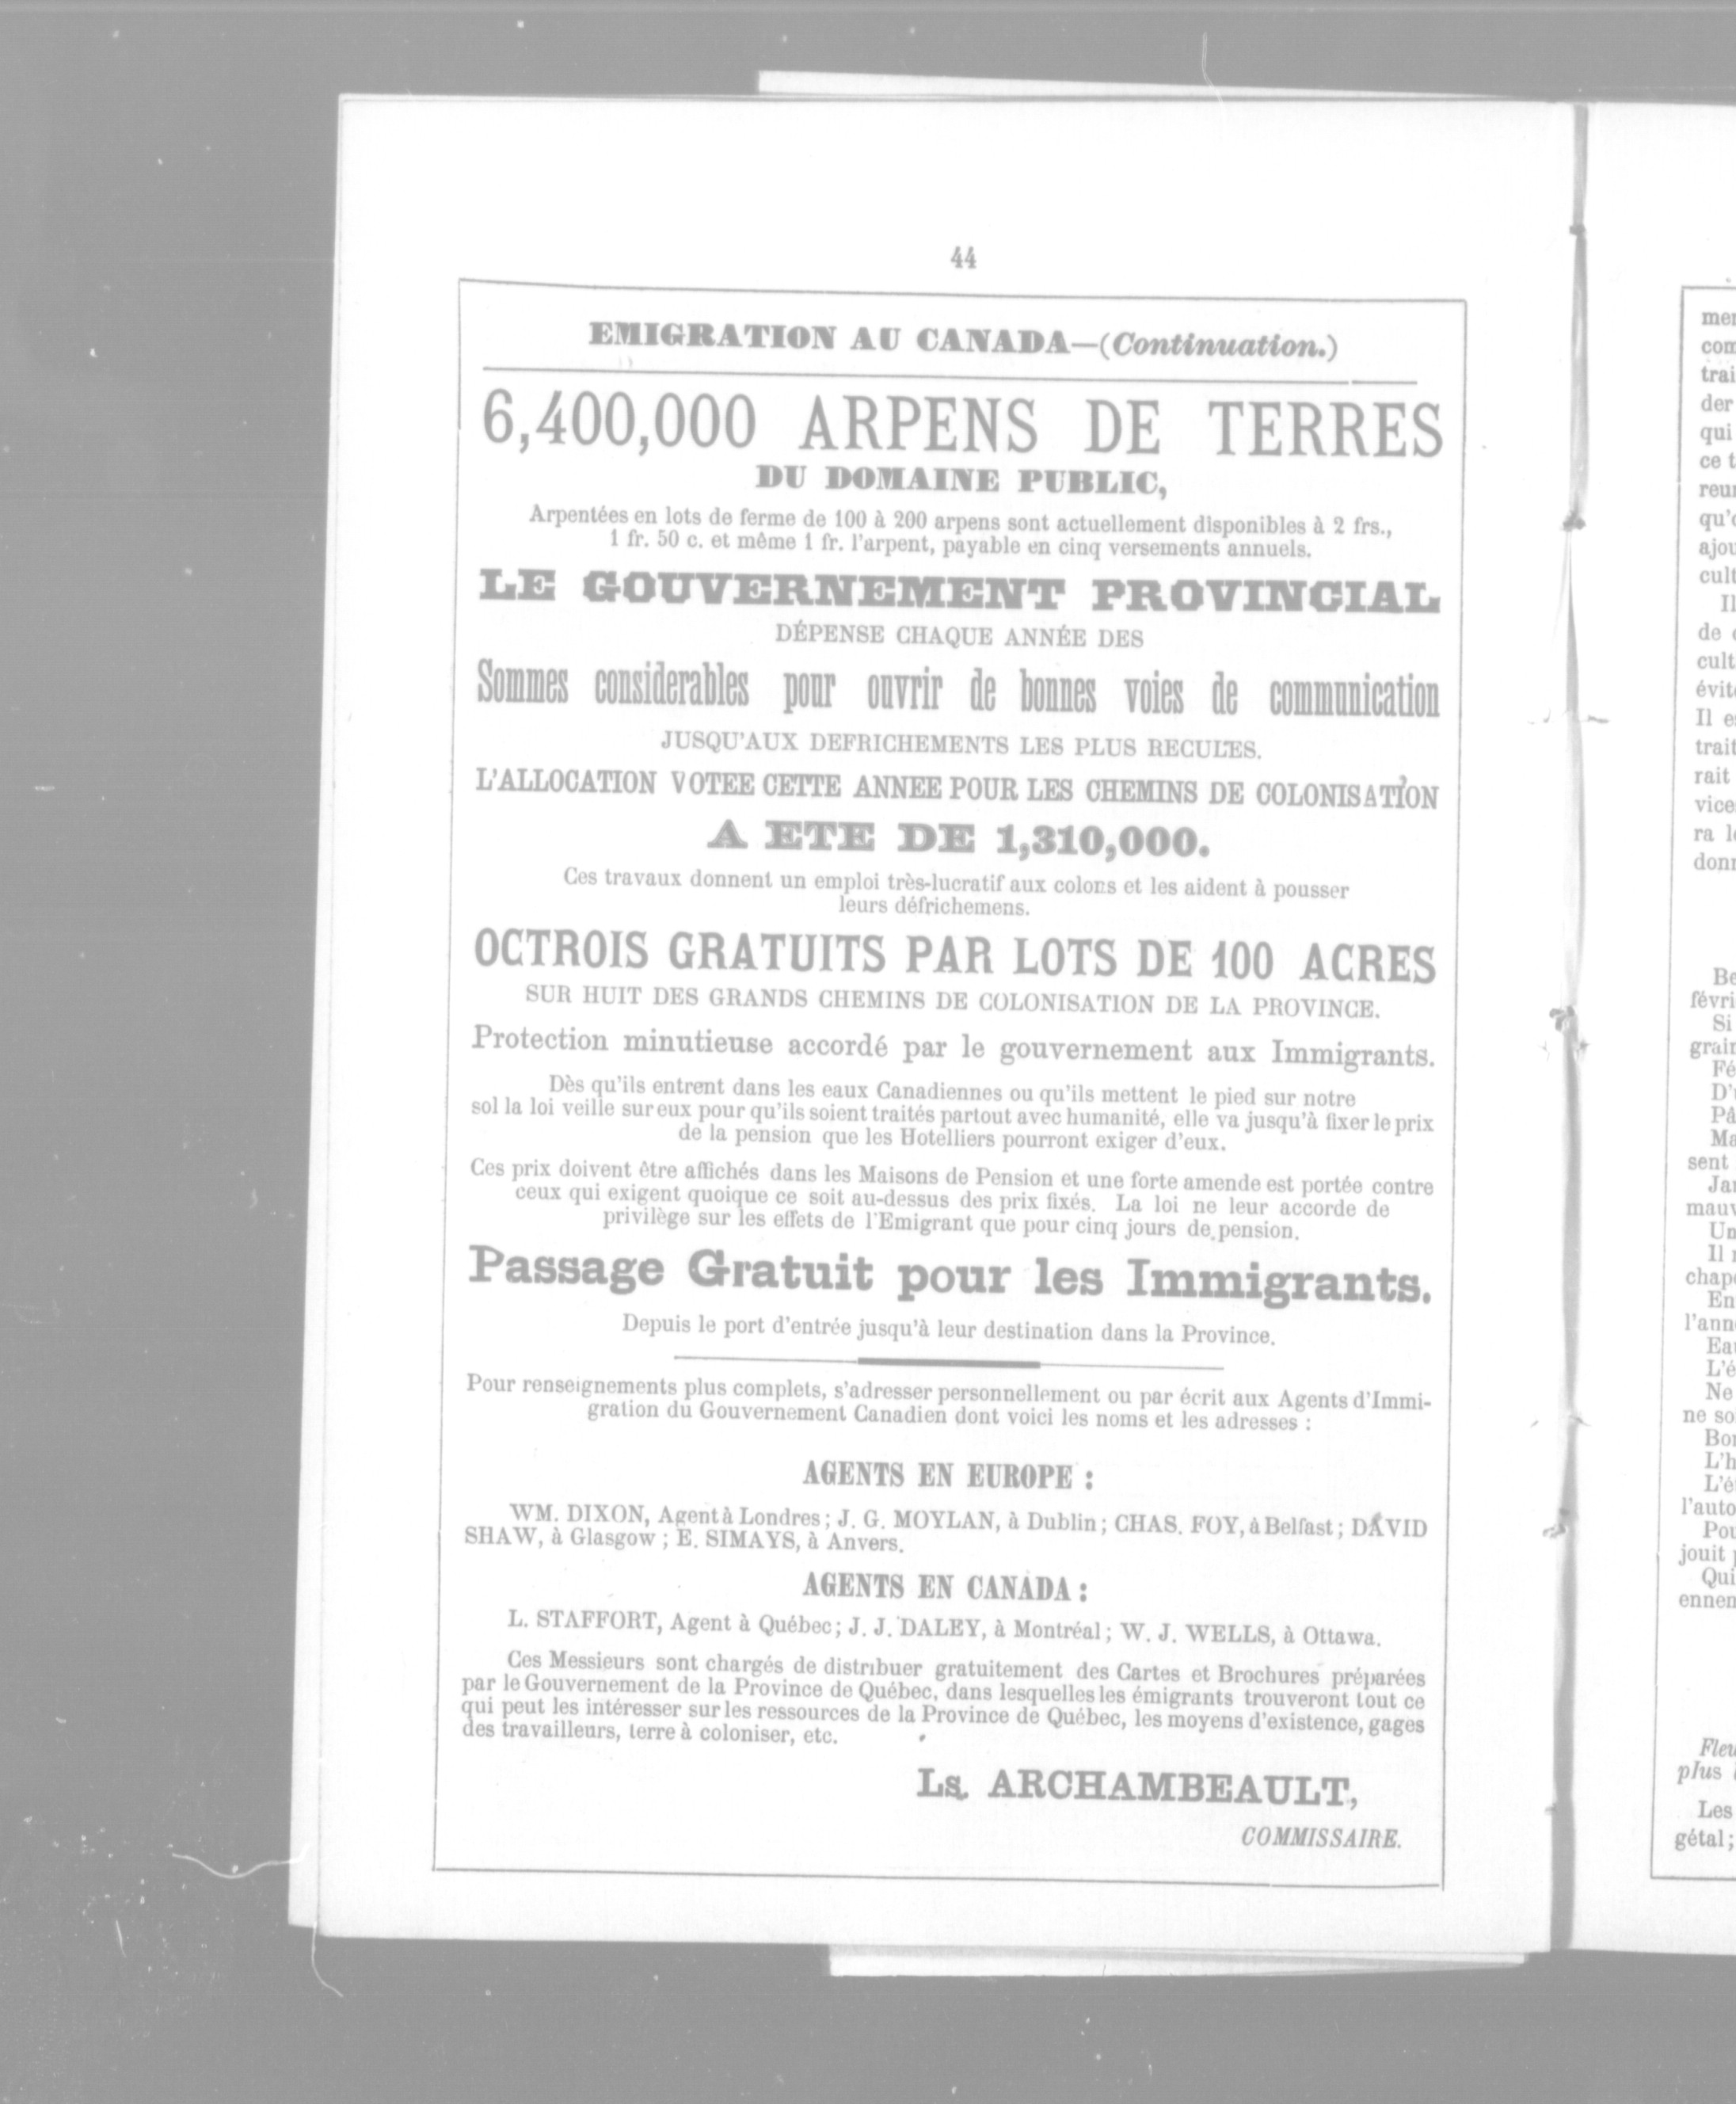 44
EMIGRATION AU CANADA—(Continuation.)
6,400,000 ARPENS DE TERRES
DU DOMAINE PUBLIC,
Arpentées en lots de ferme de 100 à 200 arpens sont actuellement disponibles à 2 frs.,
1 fr. 50 c. et même 1 fr. l'arpent, payable en cinq versements annuels.
LE GOUVERNEMENT PROVINCIAL
DÉPENSE CHAQUE ANNÉE DES
Sommes considerables pour ouvrir de bonnes voies de communication
JUSQU'AUX DEFRICHEMENTS LES PLUS RECULES.
L'ALLOCATION VOTEE CETTE ANNEE POUR LES CHEMINS DE COLONISATION
A ETE DE 1,310,000.
Ces travaux donnent un emploi très-lucratif aux colons et les aident à pousser
leurs défrichemens.
OCTROIS GRATUITS PAR LOTS DE 100 ACRES
SUR HUIT DES GRANDS CHEMINS DE COLONISATION DE LA PROVINCE.
Protection minutieuse accordé par le gouvernement aux Immigrants.
Dès qu'ils entrent dans les eaux Canadiennes ou qu'ils mettent le pied sur notre
sol la loi veille sur eux pour qu'ils soient traités partout avec humanité, elle va jusqu'à fixer le prix
de la pension que les Hotelliers pourront exiger d'eux.
Ces prix doivent être affichés dans les Maisons de Pension et une forte amende est portée contre
ceux qui exigent quoique ce soit au-dessus des prix fixés. La loi ne leur accorde de
privilège sur les effets de l'Emigrant que pour cinq jours de pension.
Passage Gratuit pour les Immigrants.
Depuis le port d'entrée jusqu'à leur destination dans la Province.
Pour renseignements plus complets, s'adresser personnellement ou par écrit aux Agents d'Immi-
gration du Gouvernement Canadien dont voici les noms et les adresses :
AGENTS EN EUROPE :
WM. DIXON, Agent à Londres ; J. G. MOYLAN, à Dublin ; CHAS. FOY, à Belfast ; DAVID
SHAW, à Glasgow ; E. SIMAYS, à Anvers.
AGENTS EN CANADA :
L. STAFFORT, Agent à Québec ; J. J. DALEY, à Montréal ; W. J. WELLS, à Ottawa.
Ces Messieurs sont chargés de distribuer gratuitement des Cartes et Brochures préparées
par le Gouvernement de la Province de Québec, dans lesquelles les émigrants trouveront tout ce
qui peut les intéresser sur les ressources de la Province de Québec, les moyens d'existence, gages
des travailleurs, terre à coloniser, etc.
Ls. ARCHAMBEAULT,
COMMISSAIRE.